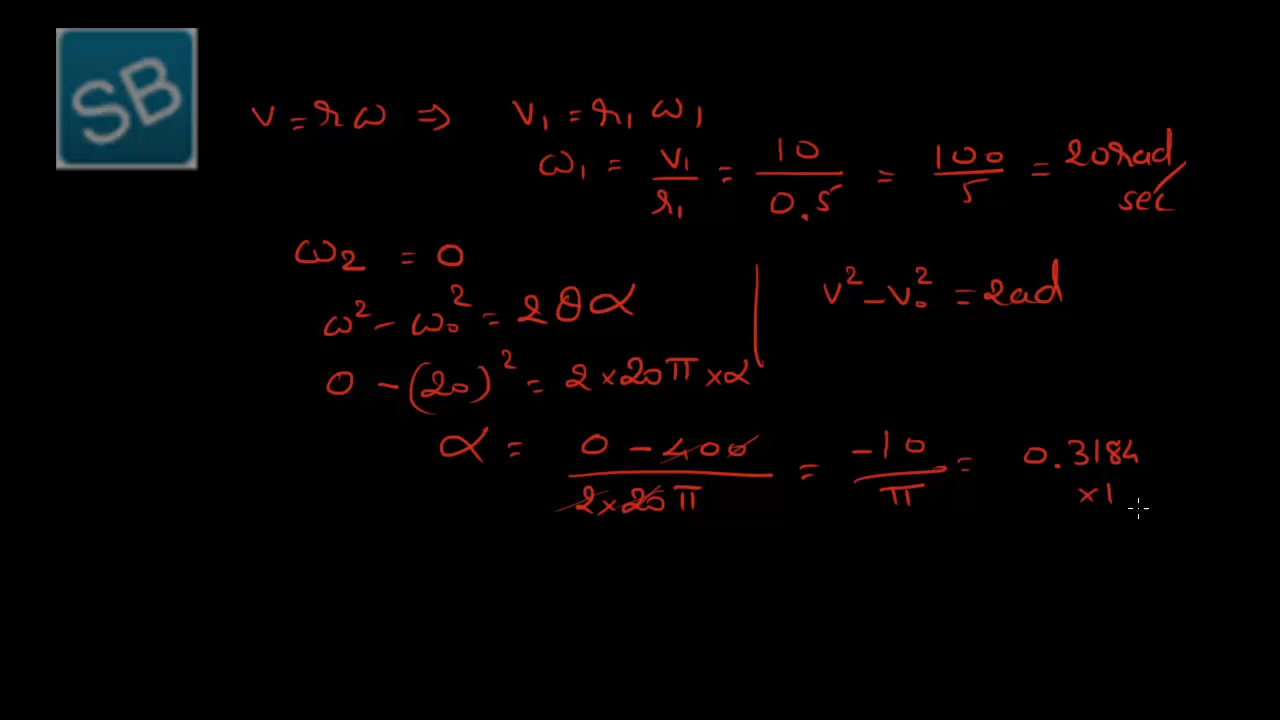 SB
v = rω ⇒ v₁ = r₁ ω₁
ω₁ = v₁/r₁ = 10/0.5 = 100/5 = 20 rad/sec
ω₂ = 0
ω² - ω₀² = 2θα | v² - v₀² = 2ad
0 - (20)² = 2 × 20π × α
α = 0 - 400/2×20π = -10/π = 0.3184
×1